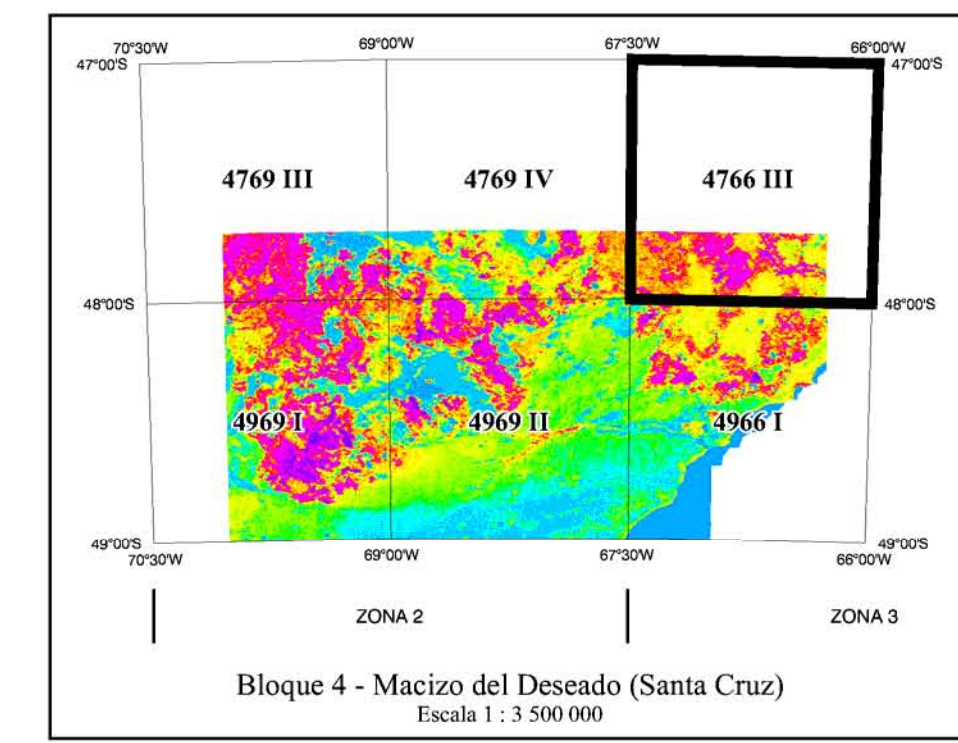 70°30'W 69°00'W 67°30'W 66°00'W
47°00'S 47°00'S
4769 III 4769 IV 4766 III
48°00'S 48°00'S
4969 I 4969 II 4966 I
49°00'S 49°00'S
70°30'W 69°00'W 67°30'W 66°00'W
ZONA 2 ZONA 3
Bloque 4 - Macizo del Deseado (Santa Cruz)
Escala 1 : 3 500 000